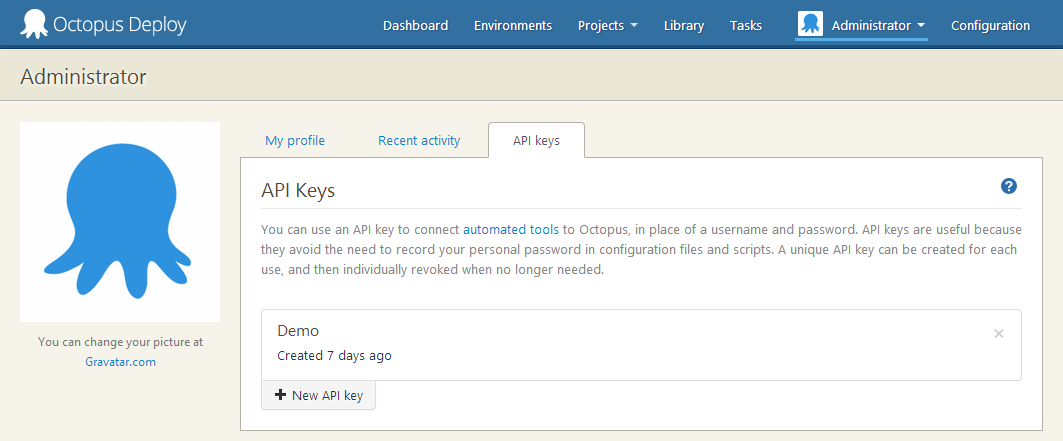 Octopus Deploy
Dashboard Environments Projects Library Tasks Administrator Configuration
Administrator
My profile Recent activity API keys
API Keys
?
You can use an API key to connect automated tools to Octopus, in place of a username and password. API keys are useful because
they avoid the need to record your personal password in configuration files and scripts. A unique API key can be created for each
use, and then individually revoked when no longer needed.
Demo
Created 7 days ago
New API key
You can change your picture at
Gravatar.com